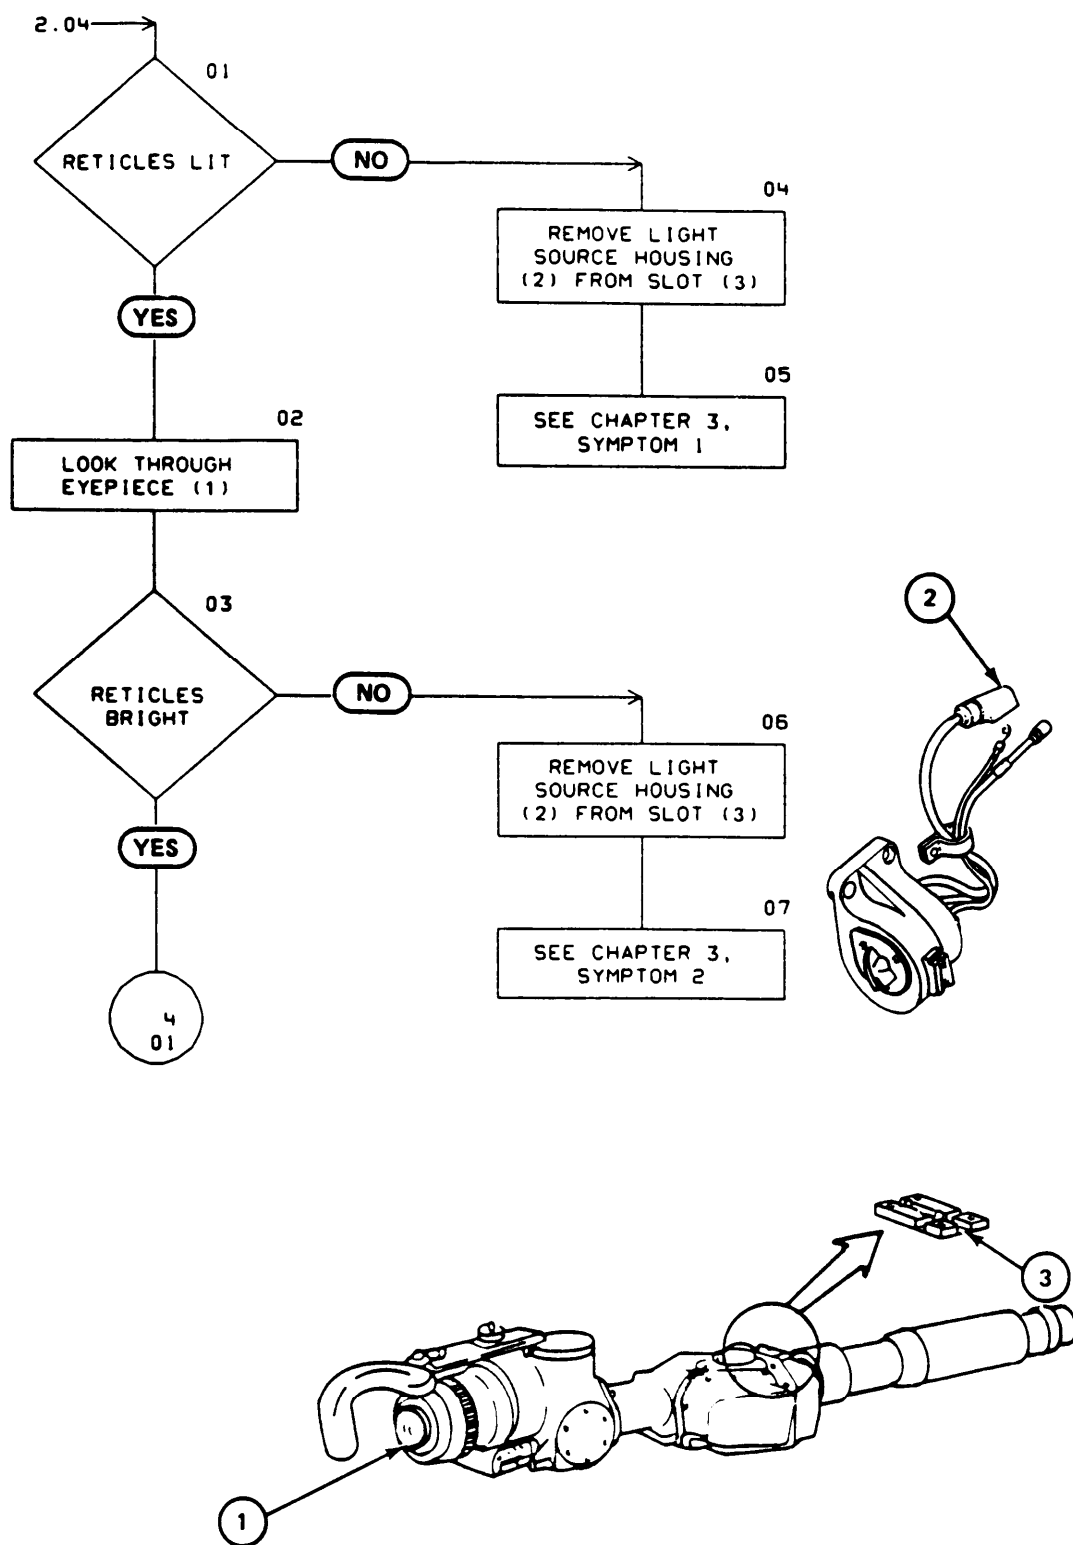 2.04
01
RETICLES LIT
NO
04
REMOVE LIGHT
SOURCE HOUSING
(2) FROM SLOT (3)
YES
05
SEE CHAPTER 3,
SYMPTOM 1
02
LOOK THROUGH
EYEPIECE (1)
03
RETICLES
BRIGHT
NO
06
REMOVE LIGHT
SOURCE HOUSING
(2) FROM SLOT (3)
YES
07
SEE CHAPTER 3,
SYMPTOM 2
4
01
2
3
1